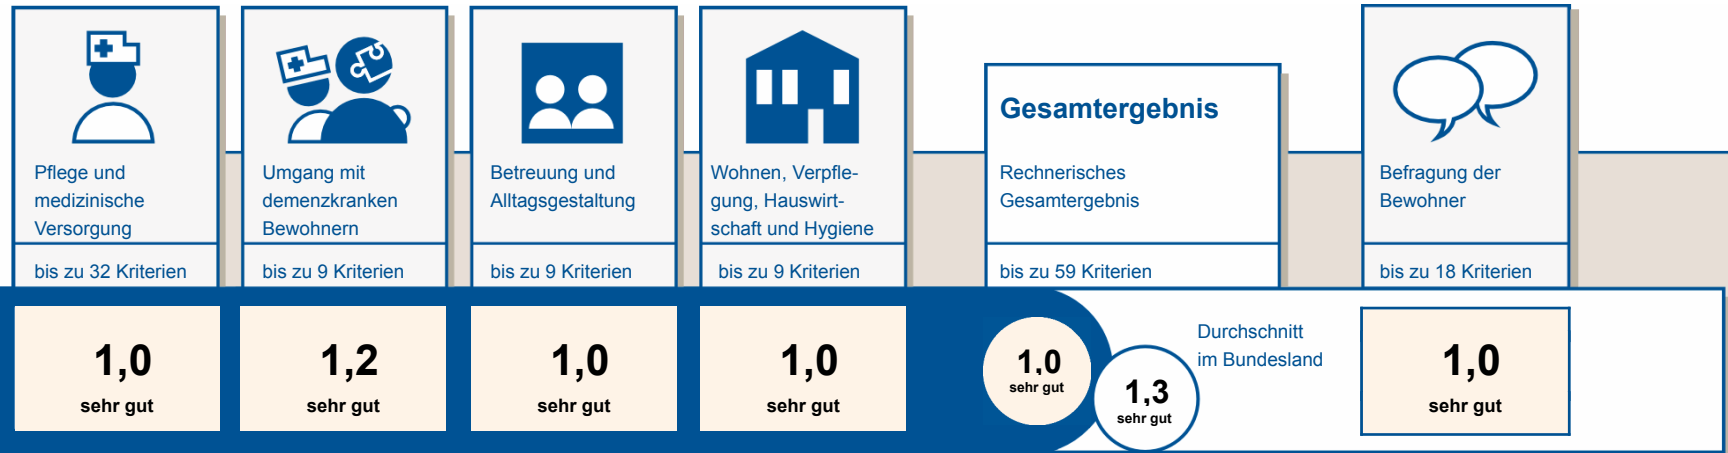 Pflege und
medizinische
Versorgung
bis zu 32 Kriterien
1,0
sehr gut
Umgang mit
demenzkranken
Bewohnern
bis zu 9 Kriterien
1,2
sehr gut
Betreuung und
Alltagsgestaltung
bis zu 9 Kriterien
1,0
sehr gut
Wohnen, Verpfle-
gung, Hauswirt-
schaft und Hygiene
bis zu 9 Kriterien
1,0
sehr gut
Gesamtergebnis
Rechnerisches
Gesamtergebnis
bis zu 59 Kriterien
1,0
sehr gut
1,3
sehr gut
Durchschnitt
im Bundesland
Befragung der
Bewohner
bis zu 18 Kriterien
1,0
sehr gut